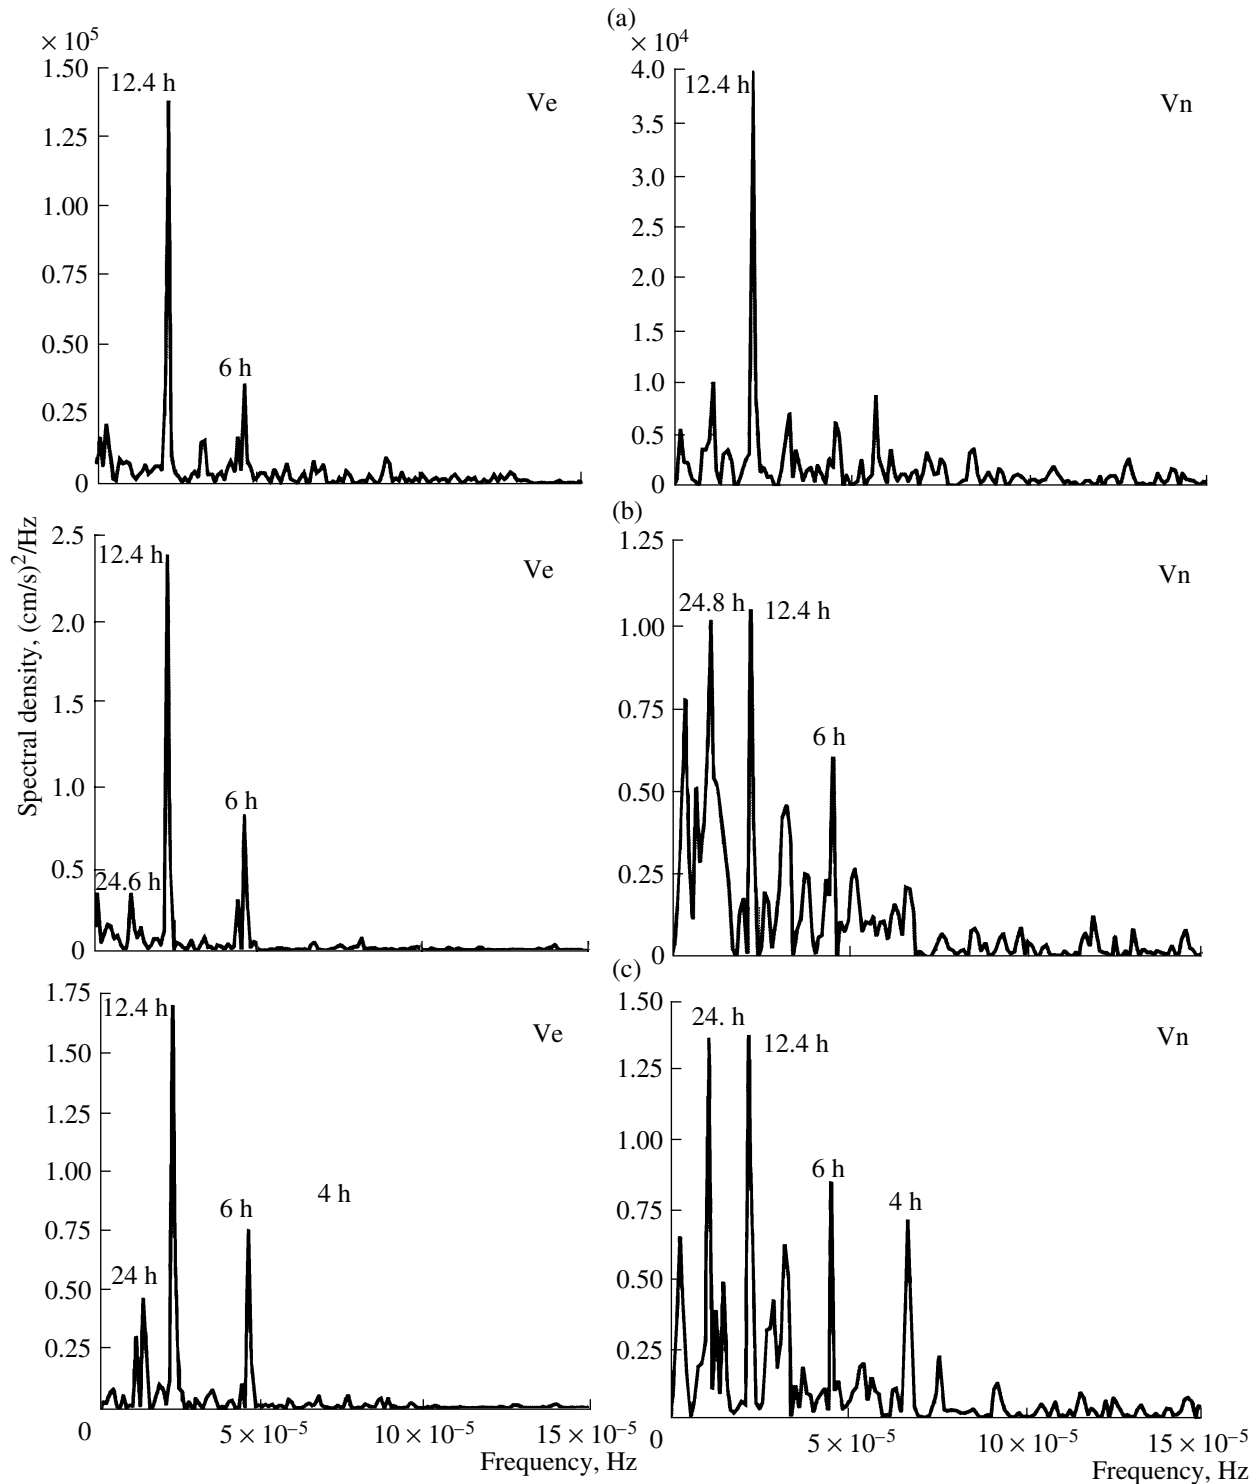 (a)
× 10⁵
1.50
1.25
1.00
0.75
0.50
0.25
0
12.4 h
6 h
Ve
× 10⁴
4.0
3.5
3.0
2.5
2.0
1.5
1.0
0.5
0
12.4 h
Vn
(b)
Spectral density, (cm/s)²/Hz
2.5
2.0
1.5
1.0
0.5
0
12.4 h
24.6 h
6 h
Ve
1.25
1.00
0.75
0.50
0.25
0
24.8 h
12.4 h
6 h
Vn
(c)
1.75
1.50
1.25
1.00
0.75
0.50
0.25
0
12.4 h
24 h
6 h
4 h
Ve
5 × 10⁻⁵
10 × 10⁻⁵
15 × 10⁻⁵
Frequency, Hz
1.50
1.25
1.00
0.75
0.50
0.25
0
24. h
12.4 h
6 h
4 h
Vn
5 × 10⁻⁵
10 × 10⁻⁵
15 × 10⁻⁵
Frequency, Hz